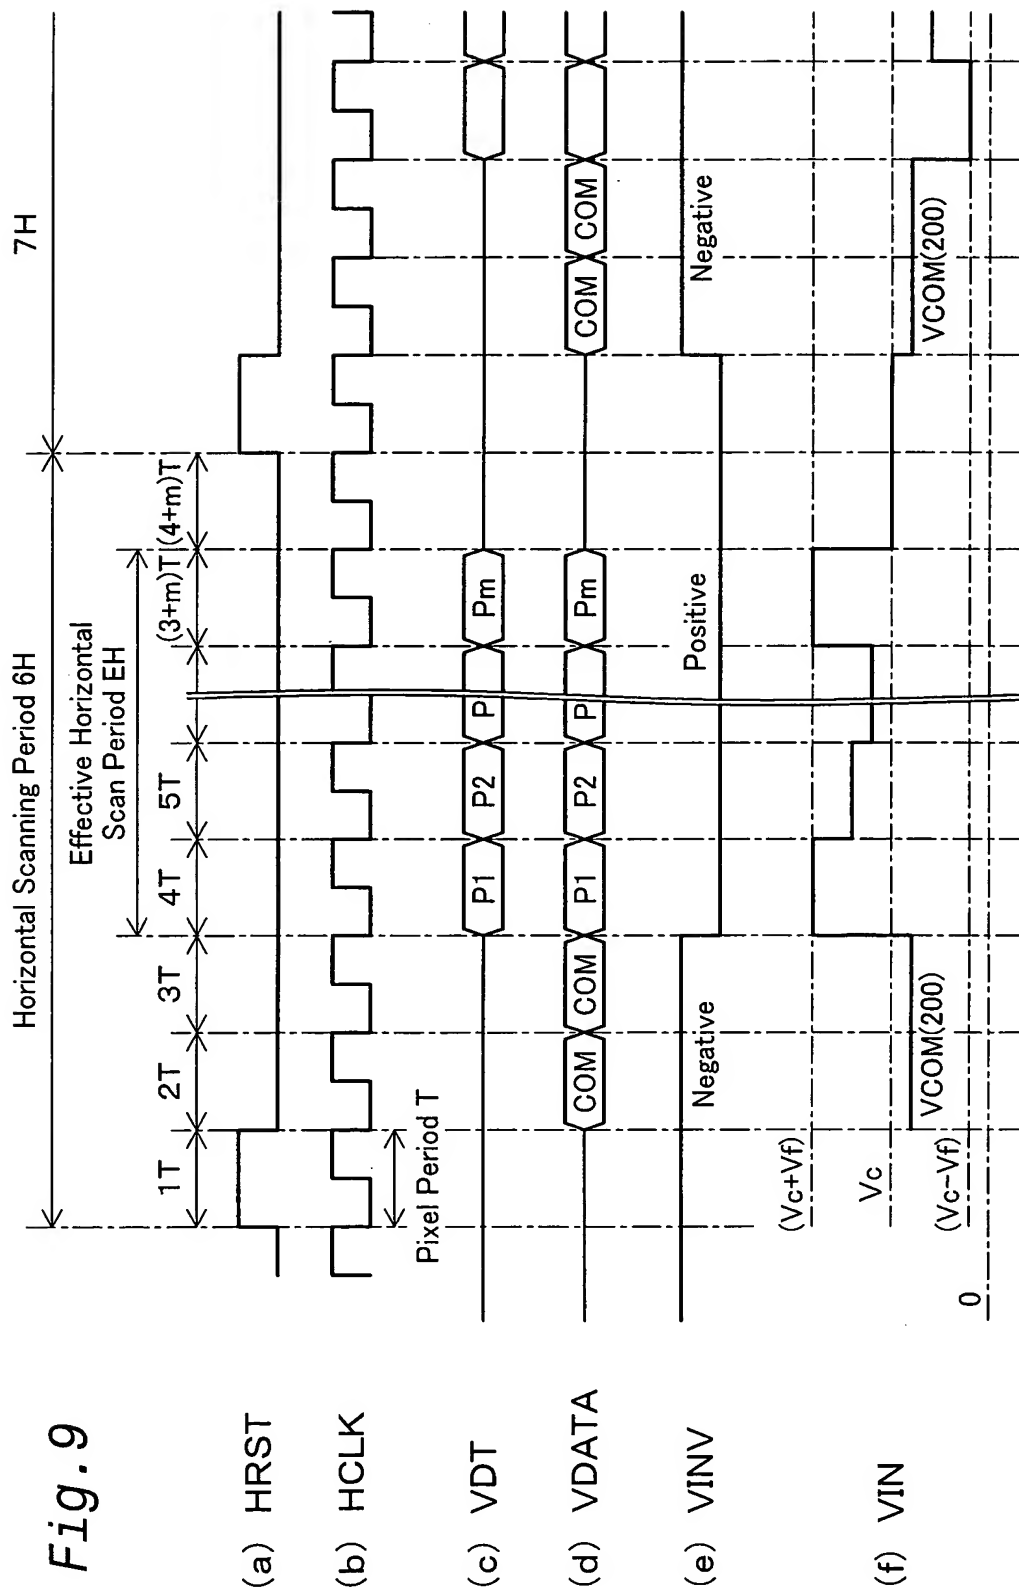 Fig. 9
Horizontal Scanning Period 6H
7H
Effective Horizontal
Scan Period EH
1T
2T
3T
4T
5T
(3+m)T
(4+m)T
(a) HRST
(b) HCLK
Pixel Period T
(c) VDT
P1
P2
P
Pm
(d) VDATA
COM
COM
P1
P2
P
Pm
COM
COM
(e) VINV
Negative
Positive
Negative
(f) VIN
(Vc+Vf)
Vc
(Vc-Vf)
0
VCOM(200)
VCOM(200)